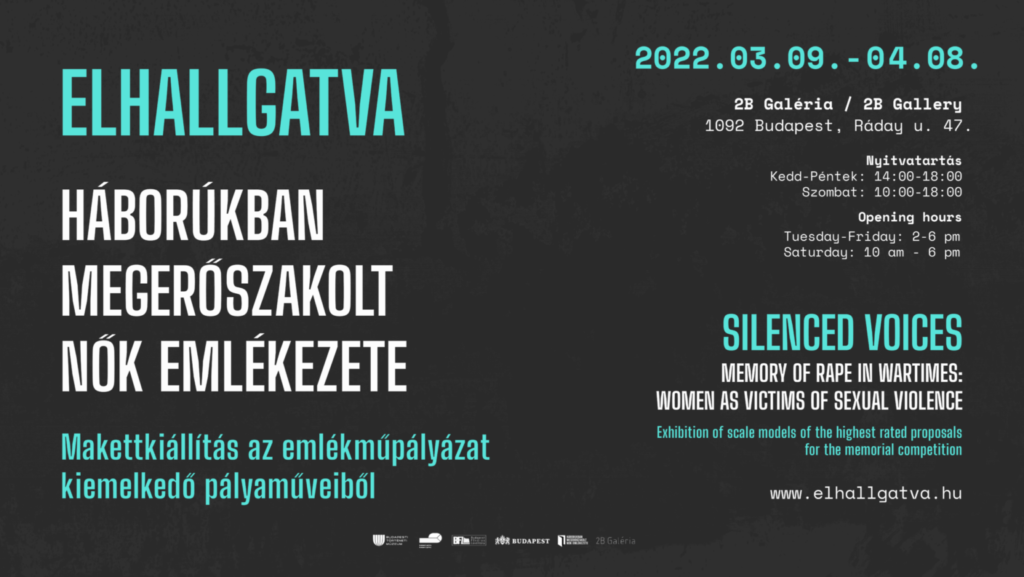 ELHALLGATVA
HÁBORÚKBAN
MEGERŐSZAKOLT
NŐK EMLÉKEZETE
Makettkiállítás az emlékműpályázat
kiemelkedő pályaműveiből
2022.03.09.-04.08.
2B Galéria / 2B Gallery
1092 Budapest, Ráday u. 47.
Nyitvatartás
Kedd-Péntek: 14:00-18:00
Szombat: 10:00-18:00
Opening hours
Tuesday-Friday: 2-6 pm
Saturday: 10 am - 6 pm
SILENCED VOICES
MEMORY OF RAPE IN WARTIMES:
WOMEN AS VICTIMS OF SEXUAL VIOLENCE
Exhibition of scale models of the highest rated proposals
for the memorial competition
www.elhallgatva.hu
BUDAPEST
2B Galéria